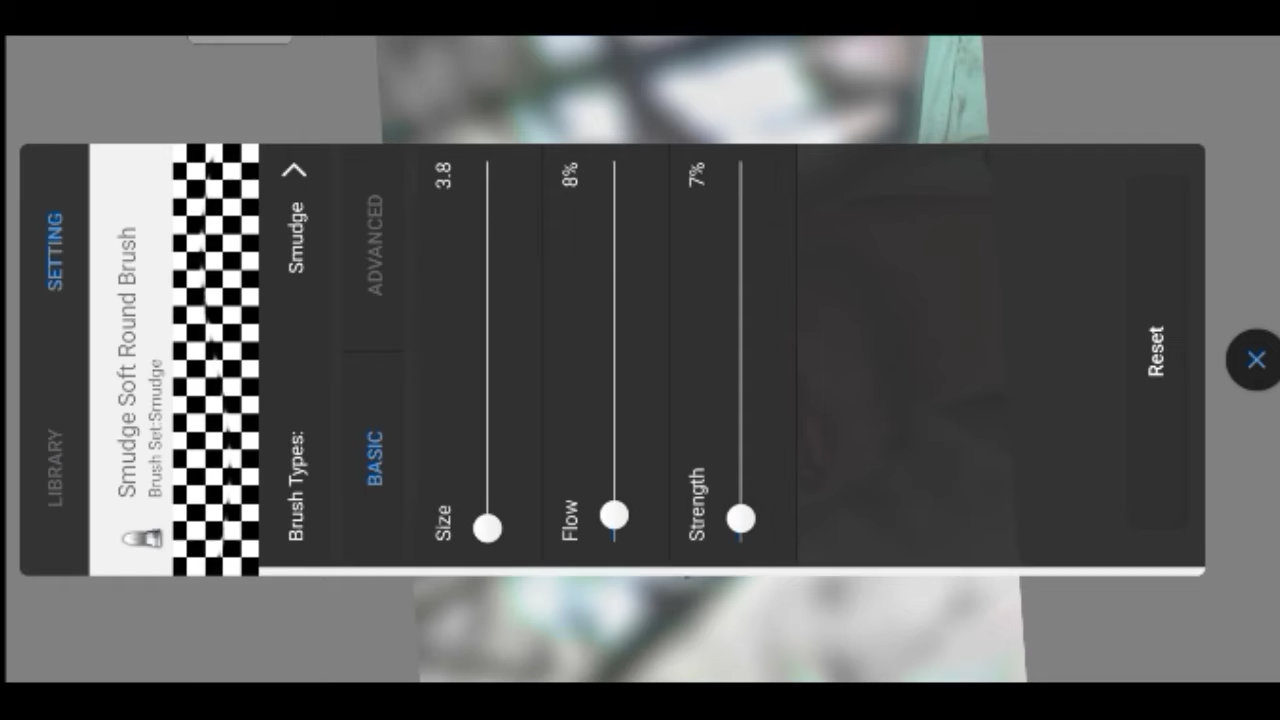 LIBRARY SETTING
Smudge Soft Round Brush
Brush Set:Smudge
Brush Types: Smudge
BASIC ADVANCED
Size 3.8
Flow 8%
Strength 7%
Reset